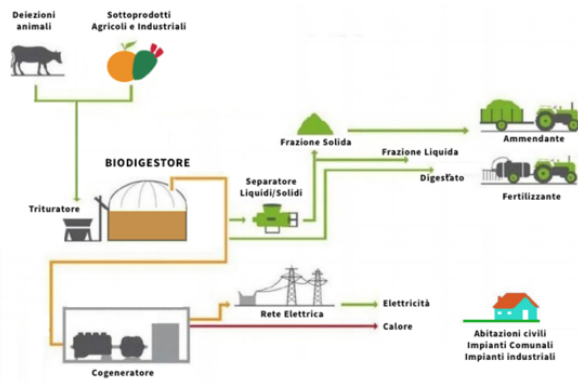 Deiezioni
animali
Sottoprodotti
Agricoli e Industriali
Frazione Solida
Ammendante
Frazione Liquida
BIODIGESTORE
Digestato
Separatore
Liquidi/Solidi
Fertilizzante
Trituratore
Elettricità
Rete Elettrica
Calore
Abitazioni civili
Impianti Comunali
Impianti industriali
Cogeneratore